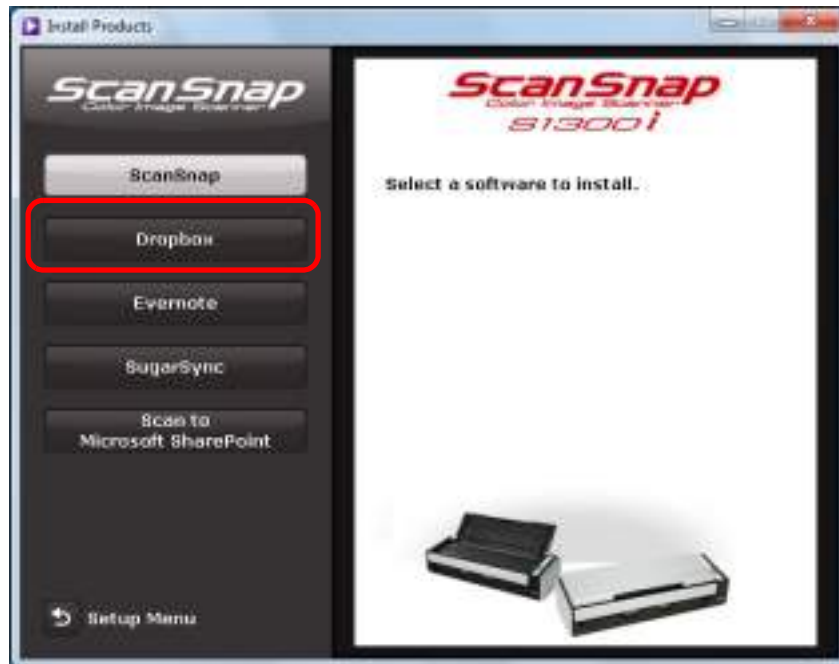 Install Products
ScanSnap
Color Image Scanner
ScanSnap
Dropbox
Evernote
SugarSync
Scan to
Microsoft SharePoint
Setup Menu
ScanSnap
Color Image Scanner
S1300i
Select a software to install.